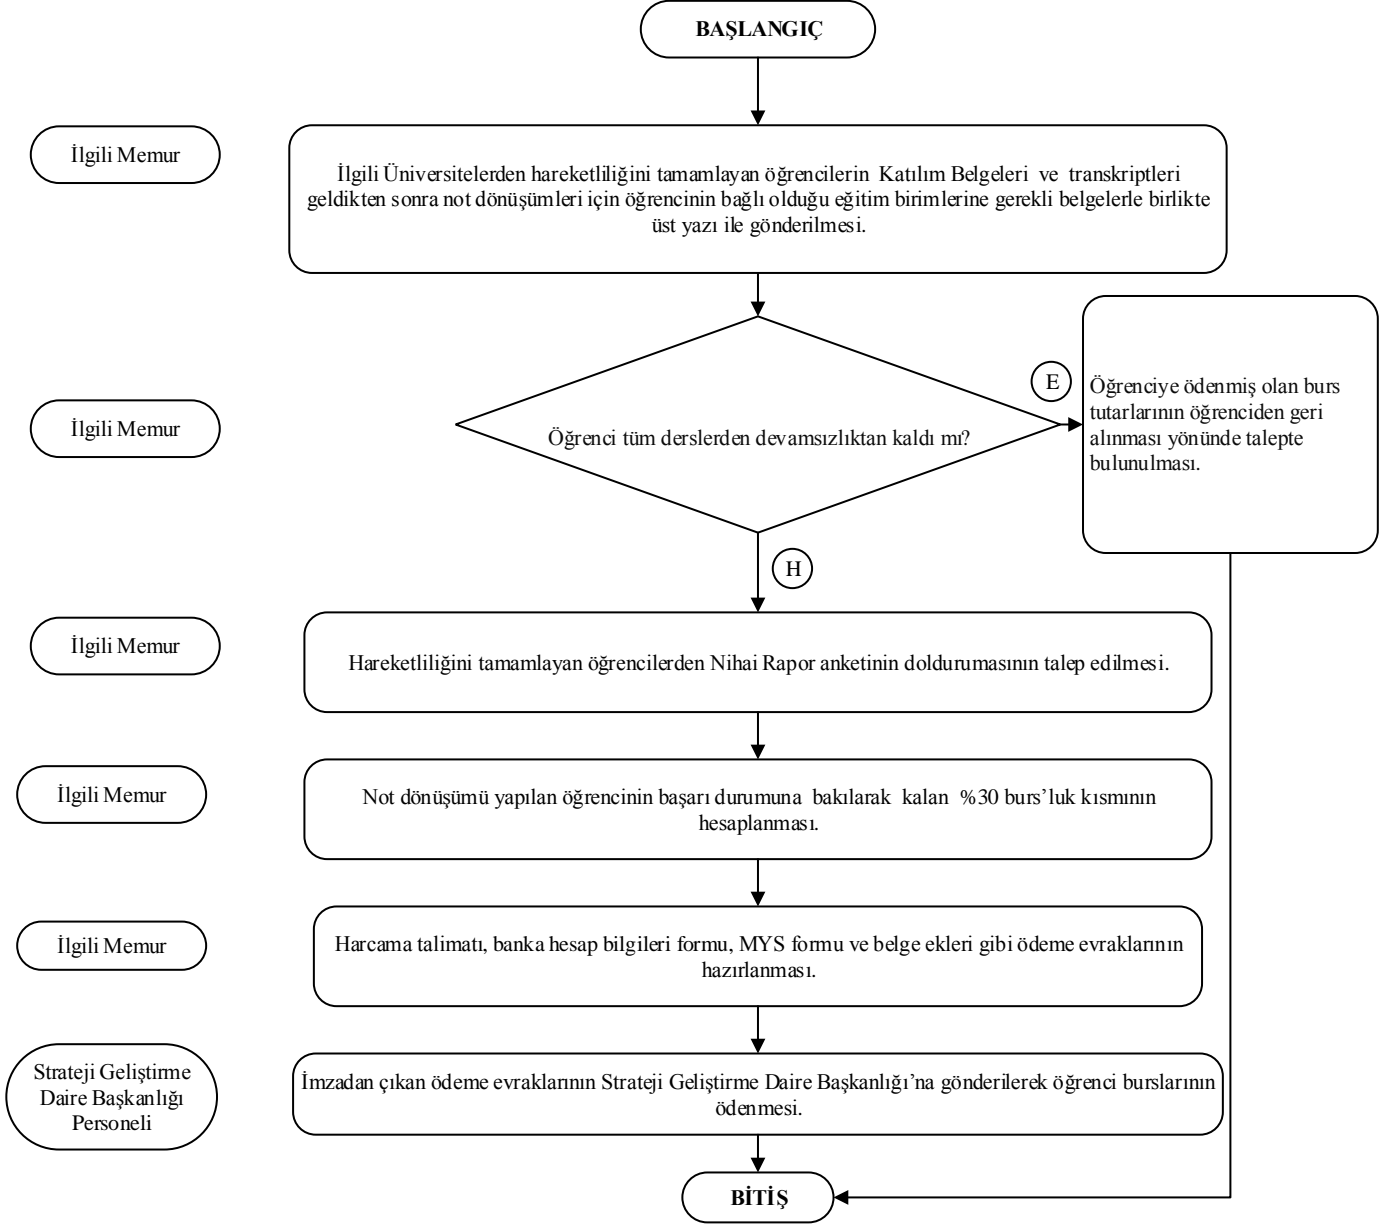 BAŞLANGIÇ
İlgili Memur
İlgili Üniversitelerden hareketliliğini tamamlayan öğrencilerin Katılım Belgeleri ve transkriptleri
geldikten sonra not dönüşümleri için öğrencinin bağlı olduğu eğitim birimlerine gerekli belgelerle birlikte
üst yazı ile gönderilmesi.
İlgili Memur
Öğrenci tüm derslerden devamsızlıktan kaldı mı?
E
Öğrenciye ödenmiş olan burs
tutarlarının öğrenciden geri
alınması yönünde talepte
bulunulması.
H
İlgili Memur
Hareketliliğini tamamlayan öğrencilerden Nihai Rapor anketinin doldurumasının talep edilmesi.
İlgili Memur
Not dönüşümü yapılan öğrencinin başarı durumuna bakılarak kalan %30 burs’luk kısmının
hesaplanması.
İlgili Memur
Harcama talimatı, banka hesap bilgileri formu, MYS formu ve belge ekleri gibi ödeme evraklarının
hazırlanması.
Strateji Geliştirme
Daire Başkanlığı
Personeli
İmzadan çıkan ödeme evraklarının Strateji Geliştirme Daire Başkanlığı’na gönderilerek öğrenci burslarının
ödenmesi.
BİTİŞ